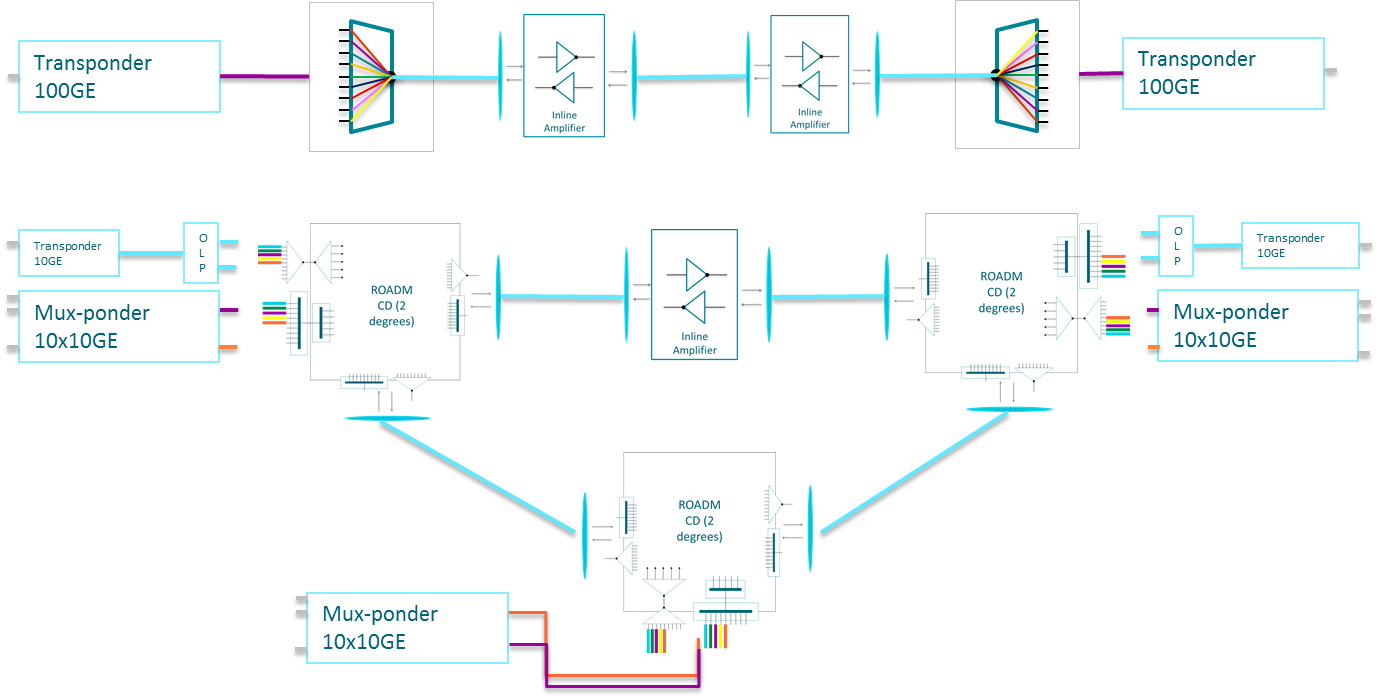 Transponder
100GE
Inline
Amplifier
Inline
Amplifier
Transponder
100GE
Transponder
10GE
O
L
P
Mux-ponder
10x10GE
ROADM
CD (2
degrees)
Inline
Amplifier
ROADM
CD (2
degrees)
O
L
P
Transponder
10GE
Mux-ponder
10x10GE
ROADM
CD (2
degrees)
Mux-ponder
10x10GE